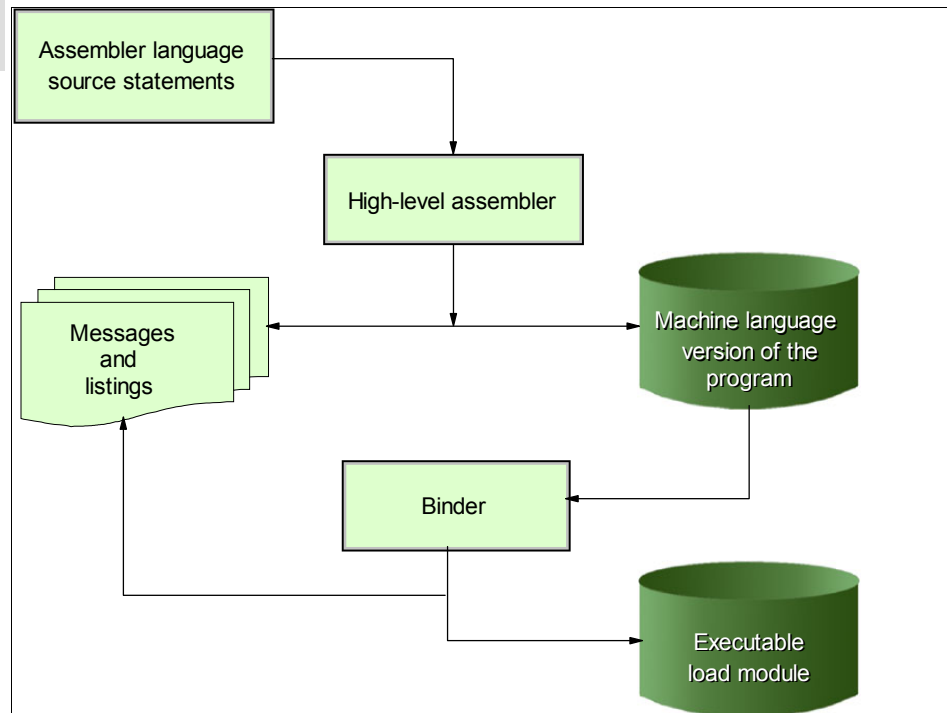 Assembler language
source statements
High-level assembler
Messages
and
listings
Machine language
version of the
program
Binder
Executable
load module